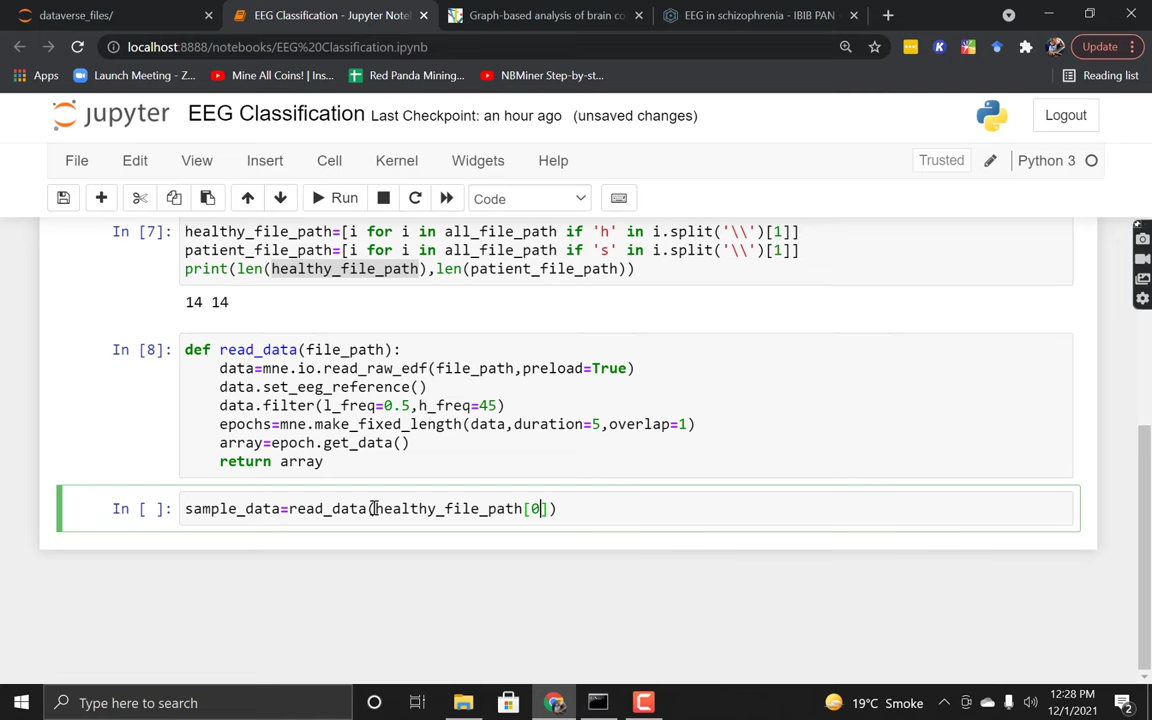 dataverse_files/
EEG Classification - Jupyter Note
Graph-based analysis of brain co
EEG in schizophrenia - IBIB PAN
localhost:8888/notebooks/EEG%20Classification.ipynb
Update
Apps
Launch Meeting - Z...
Mine All Coins! | Ins...
Red Panda Mining...
NBMiner Step-by-st...
Reading list
jupyter EEG Classification Last Checkpoint: an hour ago (unsaved changes)
Logout
File Edit View Insert Cell Kernel Widgets Help
Trusted
Python 3
Run
Code
In [7]: healthy_file_path=[i for i in all_file_path if 'h' in i.split('\\')[1]]
patient_file_path=[i for i in all_file_path if 's' in i.split('\\')[1]]
print(len(healthy_file_path),len(patient_file_path))
14 14
In [8]: def read_data(file_path):
data=mne.io.read_raw_edf(file_path,preload=True)
data.set_eeg_reference()
data.filter(l_freq=0.5,h_freq=45)
epochs=mne.make_fixed_length(data,duration=5,overlap=1)
array=epoch.get_data()
return array
In [ ]: sample_data=read_data(healthy_file_path[0])
Type here to search
19°C Smoke
12:28 PM
12/1/2021
2